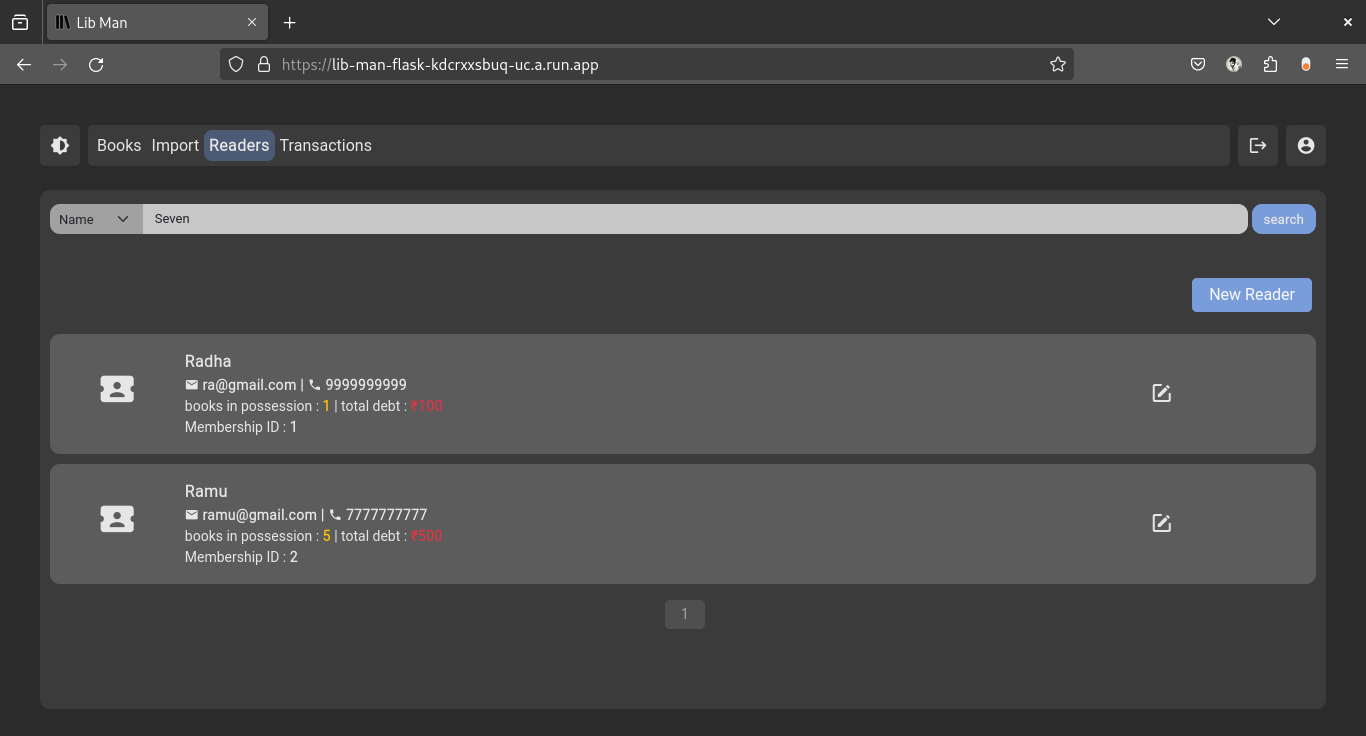 Lib Man
https://lib-man-flask-kdcrxxsbuq-uc.a.run.app
Books Import Readers Transactions
Name Seven search
New Reader
Radha
ra@gmail.com | 9999999999
books in possession : 1 | total debt : ₹100
Membership ID : 1
Ramu
ramu@gmail.com | 7777777777
books in possession : 5 | total debt : ₹500
Membership ID : 2
1